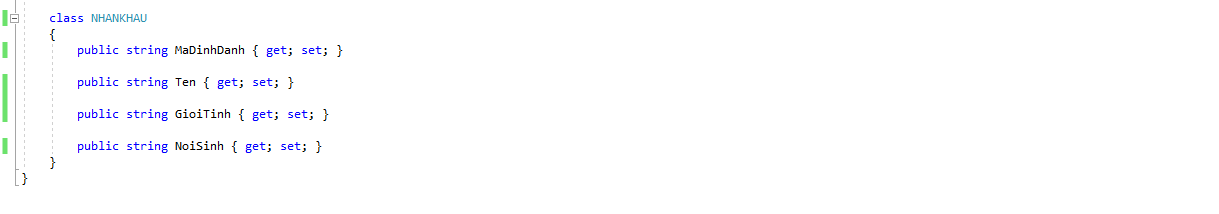 class NHANKHAU
{
public string MaDinhDanh { get; set; }
public string Ten { get; set; }
public string GioiTinh { get; set; }
public string NoiSinh { get; set; }
}
}